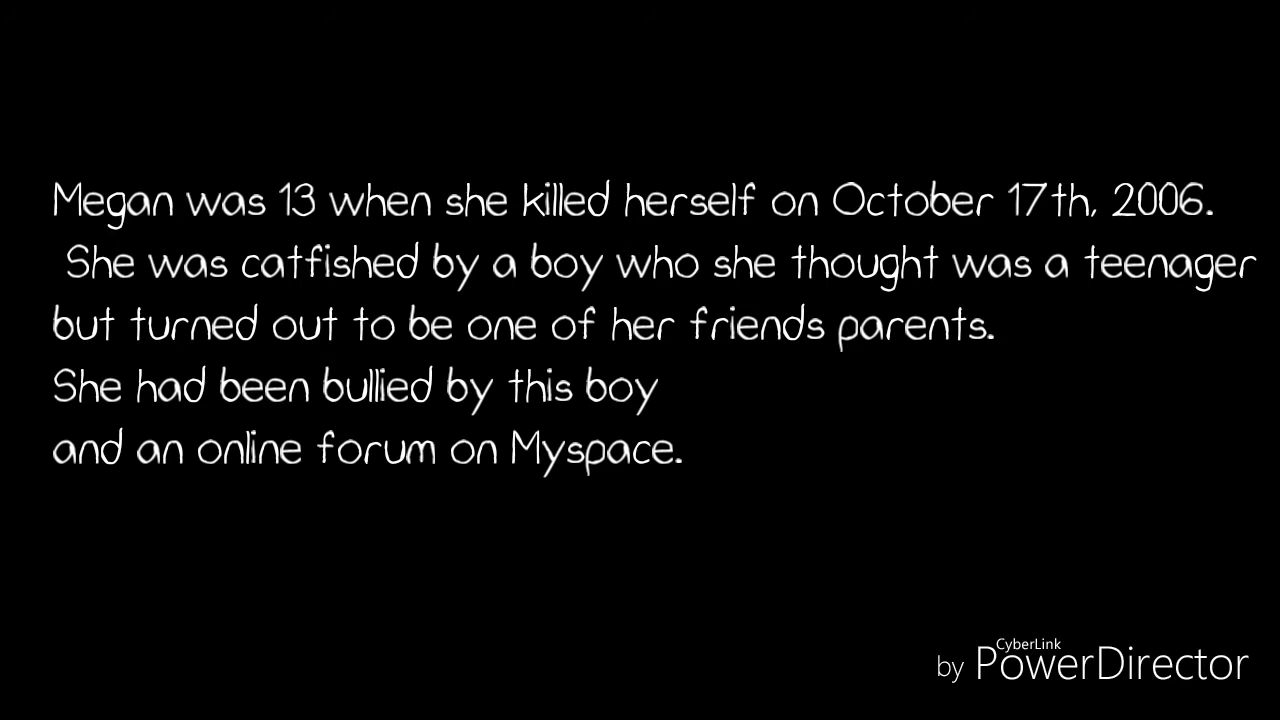 Megan was 13 when she killed herself on October 17th, 2006.
She was catfished by a boy who she thought was a teenager
but turned out to be one of her friends parents.
She had been bullied by this boy
and an online forum on Myspace.
CyberLink
by PowerDirector